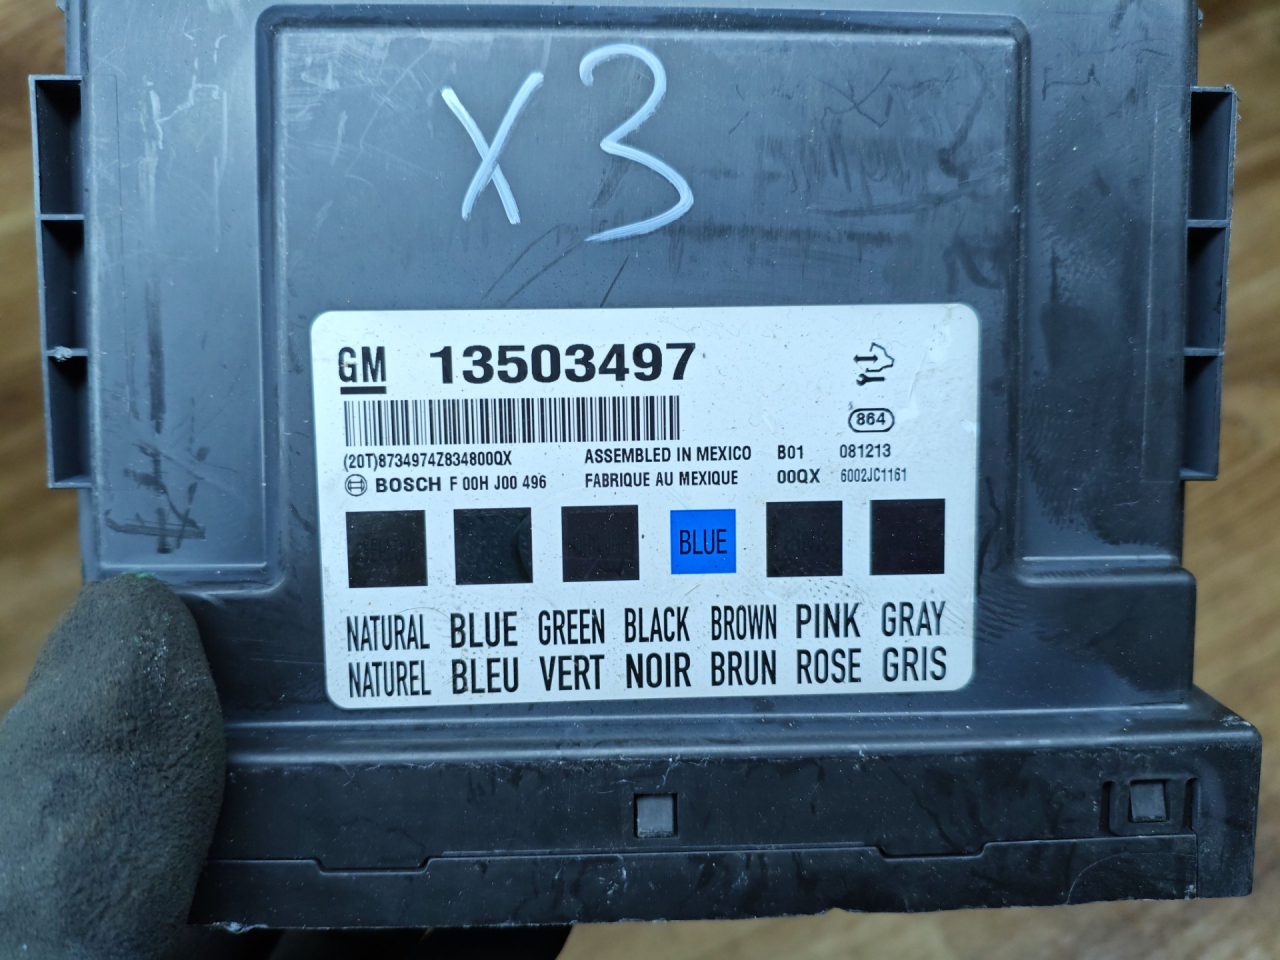 X3
GM 13503497
864
(20T)8734974Z834800QX ASSEMBLED IN MEXICO B01 081213
BOSCH F 00H J00 496 FABRIQUE AU MEXIQUE 00QX 6002JC1161
BLUE
NATURAL BLUE GREEN BLACK BROWN PINK GRAY
NATUREL BLEU VERT NOIR BRUN ROSE GRIS